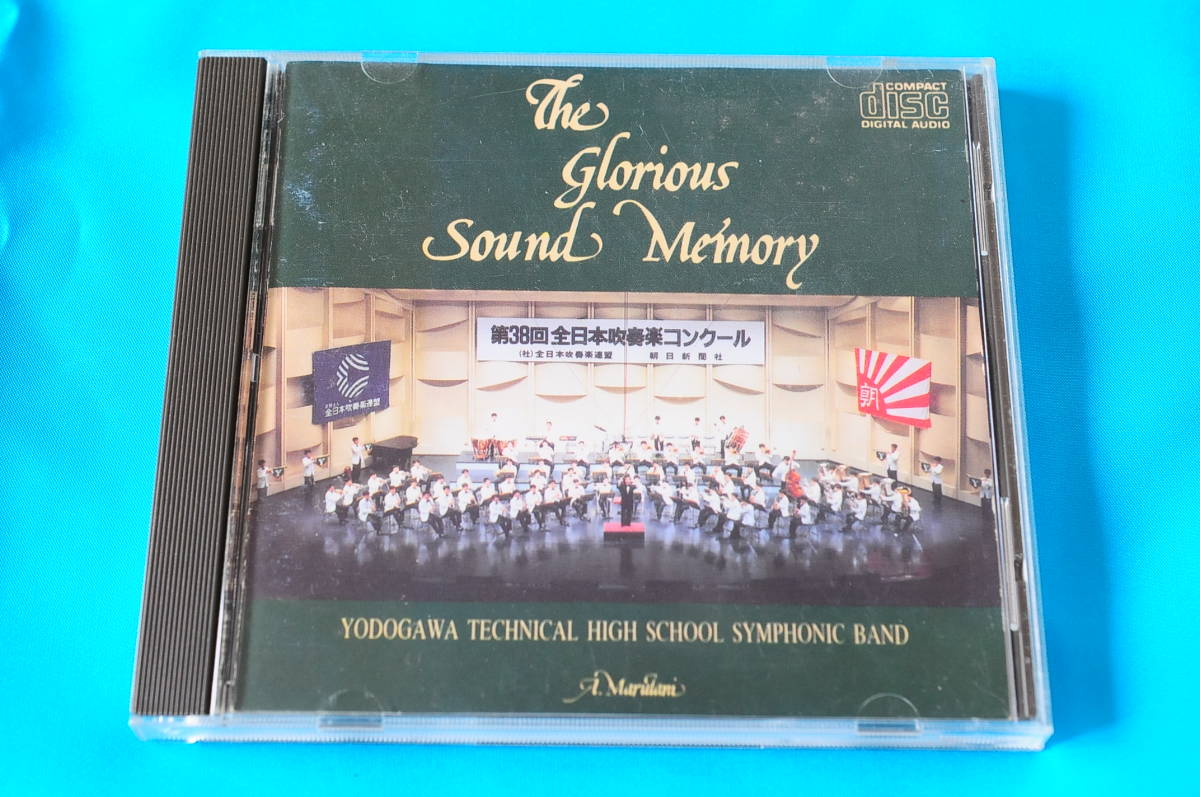 The
Glorious
Sound Memory
COMPACT
disc
DIGITAL AUDIO
第38回全日本吹奏楽コンクール
(社)全日本吹奏楽連盟 朝日新聞社
全日本吹奏楽連盟
朝
YODOGAWA TECHNICAL HIGH SCHOOL SYMPHONIC BAND
A. Marutani